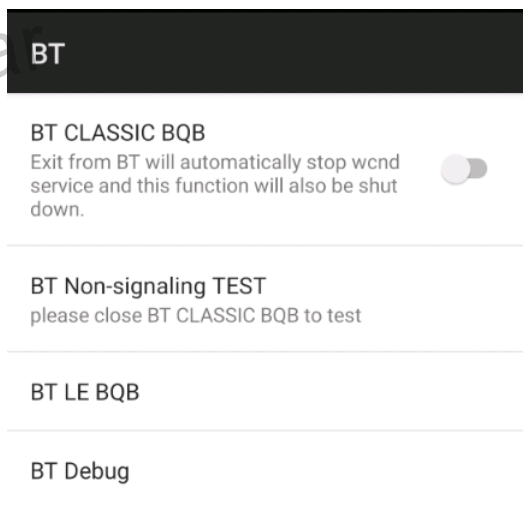 BT
BT CLASSIC BQB
Exit from BT will automatically stop wcnd
service and this function will also be shut
down.
BT Non-signaling TEST
please close BT CLASSIC BQB to test
BT LE BQB
BT Debug